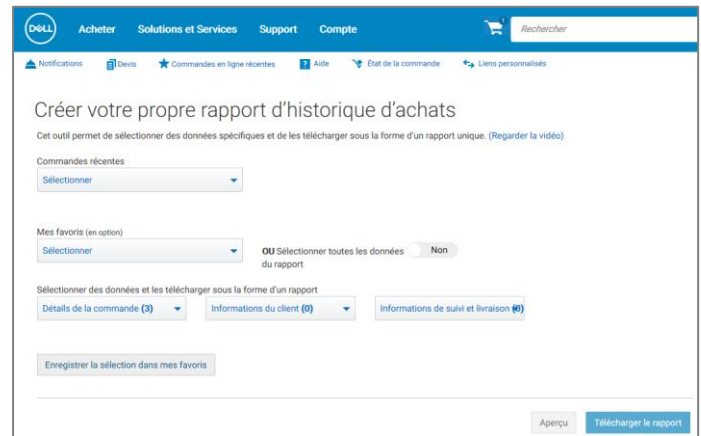 DELL Acheter Solutions et Services Support Compte 1 Rechercher
Notifications Devis Commandes en ligne récentes ? Aide État de la commande Liens personnalisés
Créer votre propre rapport d'historique d'achats
Cet outil permet de sélectionner des données spécifiques et de les télécharger sous la forme d'un rapport unique. (Regarder la vidéo)
Commandes récentes
Sélectionner
Mes favoris (en option)
Sélectionner OU Sélectionner toutes les données Non
du rapport
Sélectionner des données et les télécharger sous la forme d'un rapport
Détails de la commande (3) Informations du client (0) Informations de suivi et livraison (0)
Enregistrer la sélection dans mes favoris
Aperçu Télécharger le rapport